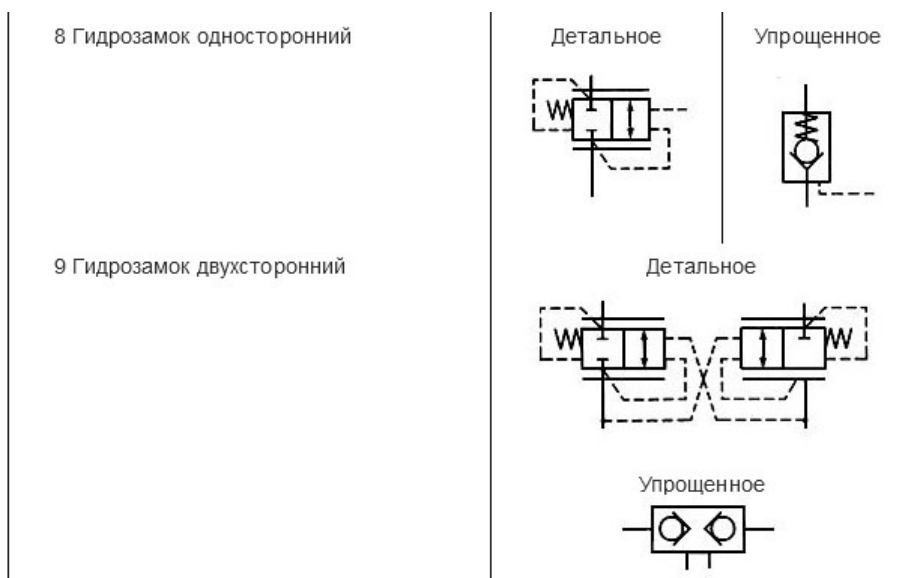 8 Гидрозамок односторонний
Детальное
Упрощенное
9 Гидрозамок двухсторонний
Детальное
Упрощенное